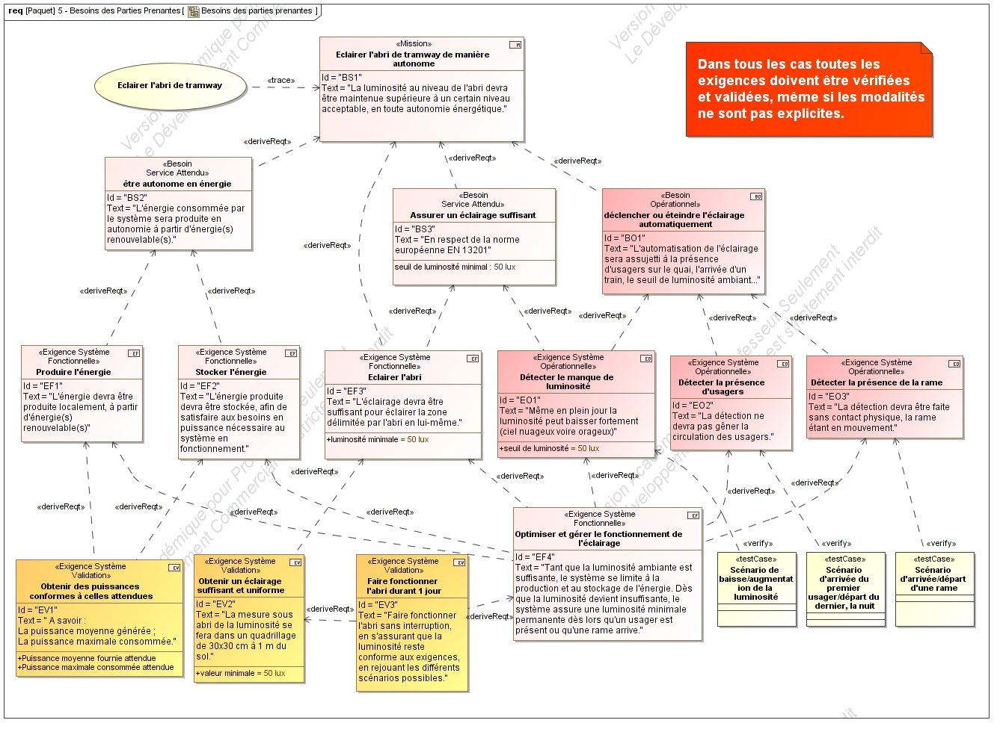 req [Paquet] 5 - Besoins des Parties Prenantes [ Besoins des parties prenantes ]
«Mission»
Eclairer l'abri de tramway de manière
autonome
Id = "BS1"
Text = "La luminosité au niveau de l'abri devra
être maintenue supérieure à un certain niveau
acceptable, en toute autonomie énergétique."
Eclairer l'abri de tramway
«trace»
Dans tous les cas toutes les
exigences doivent être vérifiées
et validées, même si les modalités
ne sont pas explicites.
«deriveReqt»
«deriveReqt»
«deriveReqt»
«deriveReqt»
«Besoin
Service Attendu»
être autonome en énergie
Id = "BS2"
Text = "L'énergie consommée par
le système sera produite en
autonomie à partir d'énergie(s)
renouvelable(s)."
«Besoin
Service Attendu»
Assurer un éclairage suffisant
Id = "BS3"
Text = "En respect de la norme
européenne EN 13201"
seuil de luminosité minimal : 50 lux
«Besoin
Opérationnel»
déclencher ou éteindre l'éclairage
automatiquement
Id = "BO1"
Text = "L'automatisation de l'éclairage
sera assujetti à la présence
d'usagers sur le quai, l'arrivée d'un
train, le seuil de luminosité ambiant..."
«deriveReqt»
«deriveReqt»
«deriveReqt»
«deriveReqt»
«deriveReqt»
«deriveReqt»
«deriveReqt»
«Exigence Système
Fonctionnelle»
Produire l'énergie
Id = "EF1"
Text = "L'énergie devra être
produite localement, à partir
d'énergie(s)
renouvelable(s)"
«Exigence Système
Fonctionnelle»
Stocker l'énergie
Id = "EF2"
Text = "L'énergie produite
devra être stockée, afin de
satisfaire aux besoins en
puissance nécessaire au
système en
fonctionnement."
«Exigence Système
Fonctionnelle»
Eclairer l'abri
Id = "EF3"
Text = "L'éclairage devra être
suffisant pour éclairer la zone
délimitée par l'abri en lui-même."
+luminosité minimale = 50 lux
«Exigence Système
Opérationnelle»
Détecter le manque de
luminosité
Id = "EO1"
Text = "Même en plein jour la
luminosité peut baisser fortement
(ciel nuageux voire orageux)"
+seuil de luminosité = 50 lux
«Exigence Système
Opérationnelle»
Détecter la présence
d'usagers
Id = "EO2"
Text = "La détection ne
devra pas gêner la
circulation des usagers."
«Exigence Système
Opérationnelle»
Détecter la présence de la rame
Id = "EO3"
Text = "La détection devra être faite
sans contact physique, la rame
étant en mouvement."
«deriveReqt»
«deriveReqt»
«deriveReqt»
«deriveReqt»
«deriveReqt»
«deriveReqt»
«deriveReqt»
«deriveReqt»
«deriveReqt»
«Exigence Système
Fonctionnelle»
Optimiser et gérer le fonctionnement de
l'éclairage
Id = "EF4"
Text = "Tant que la luminosité ambiante est
suffisante, le système se limite à la
production et au stockage de l'énergie. Dès
que la luminosité devient insuffisante, le
système assure une luminosité minimale
permanente dès lors qu'un usager est
présent ou qu'une rame arrive."
«Exigence Système
Validation»
Obtenir des puissances
conformes à celles attendues
Id = "EV1"
Text = " A savoir :
La puissance moyenne générée ;
La puissance maximale consommée."
+Puissance moyenne fournie attendue
+Puissance maximale consommée attendue
«Exigence Système
Validation»
Obtenir un éclairage
suffisant et uniforme
Id = "EV2"
Text = "La mesure sous
abri de la luminosité se
fera dans un quadrillage
de 30x30 cm à 1 m du
sol."
+valeur minimale = 50 lux
«deriveReqt»
«Exigence Système
Validation»
Faire fonctionner
l'abri durant 1 jour
Id = "EV3"
Text = "Faire fonctionner
l'abri sans interruption,
en s'assurant que la
luminosité reste
conforme aux exigences,
en rejouant les différents
scénarios possibles."
«deriveReqt»
«verify»
«verify»
«verify»
«testCase»
Scénario de
baisse/augmentat
ion de la
luminosité
«testCase»
Scénario
d'arrivée du
premier
usager/départ du
dernier, la nuit
«testCase»
Scénario
d'arrivée/départ
d'une rame